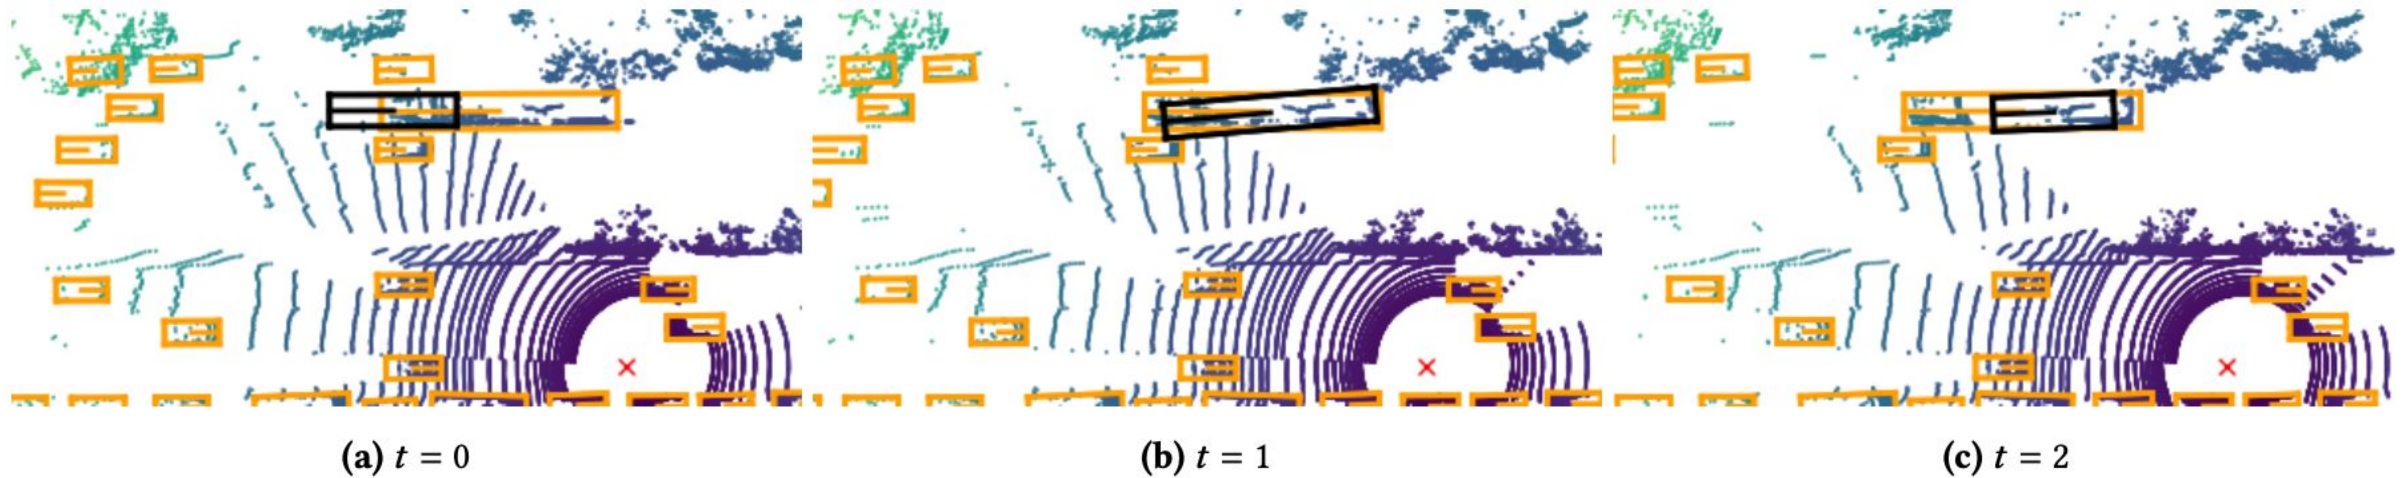 (a) t = 0
(b) t = 1
(c) t = 2